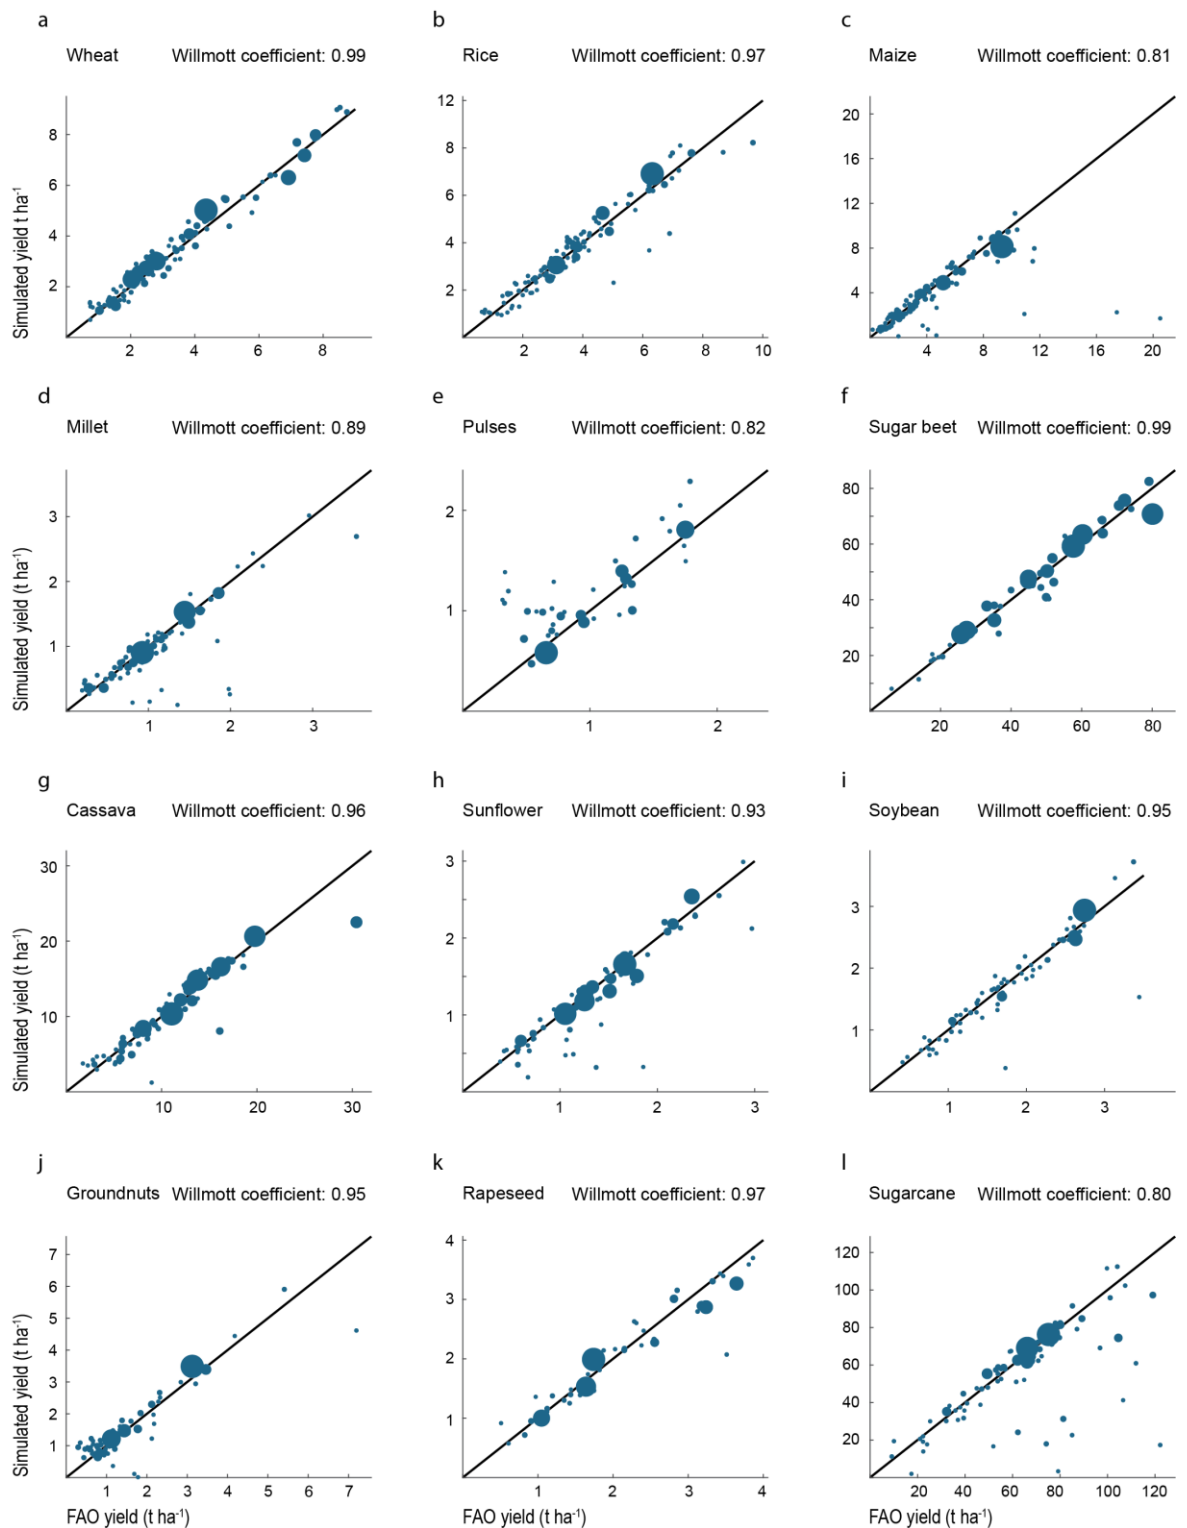 a
Wheat Willmott coefficient: 0.99
8
6
4
2
2 4 6 8
Simulated yield t ha⁻¹
b
Rice Willmott coefficient: 0.97
12
10
8
6
4
2
2 4 6 8 10
c
Maize Willmott coefficient: 0.81
20
16
12
8
4
4 8 12 16 20
d
Millet Willmott coefficient: 0.89
3
2
1
1 2 3
Simulated yield (t ha⁻¹)
e
Pulses Willmott coefficient: 0.82
2
1
1 2
f
Sugar beet Willmott coefficient: 0.99
80
60
40
20
20 40 60 80
g
Cassava Willmott coefficient: 0.96
30
20
10
10 20 30
Simulated yield (t ha⁻¹)
h
Sunflower Willmott coefficient: 0.93
3
2
1
1 2 3
i
Soybean Willmott coefficient: 0.95
3
2
1
1 2 3
j
Groundnuts Willmott coefficient: 0.95
7
6
5
4
3
2
1
1 2 3 4 5 6 7
Simulated yield (t ha⁻¹)
FAO yield (t ha⁻¹)
k
Rapeseed Willmott coefficient: 0.97
4
3
2
1
1 2 3 4
FAO yield (t ha⁻¹)
l
Sugarcane Willmott coefficient: 0.80
120
100
80
60
40
20
20 40 60 80 100 120
FAO yield (t ha⁻¹)